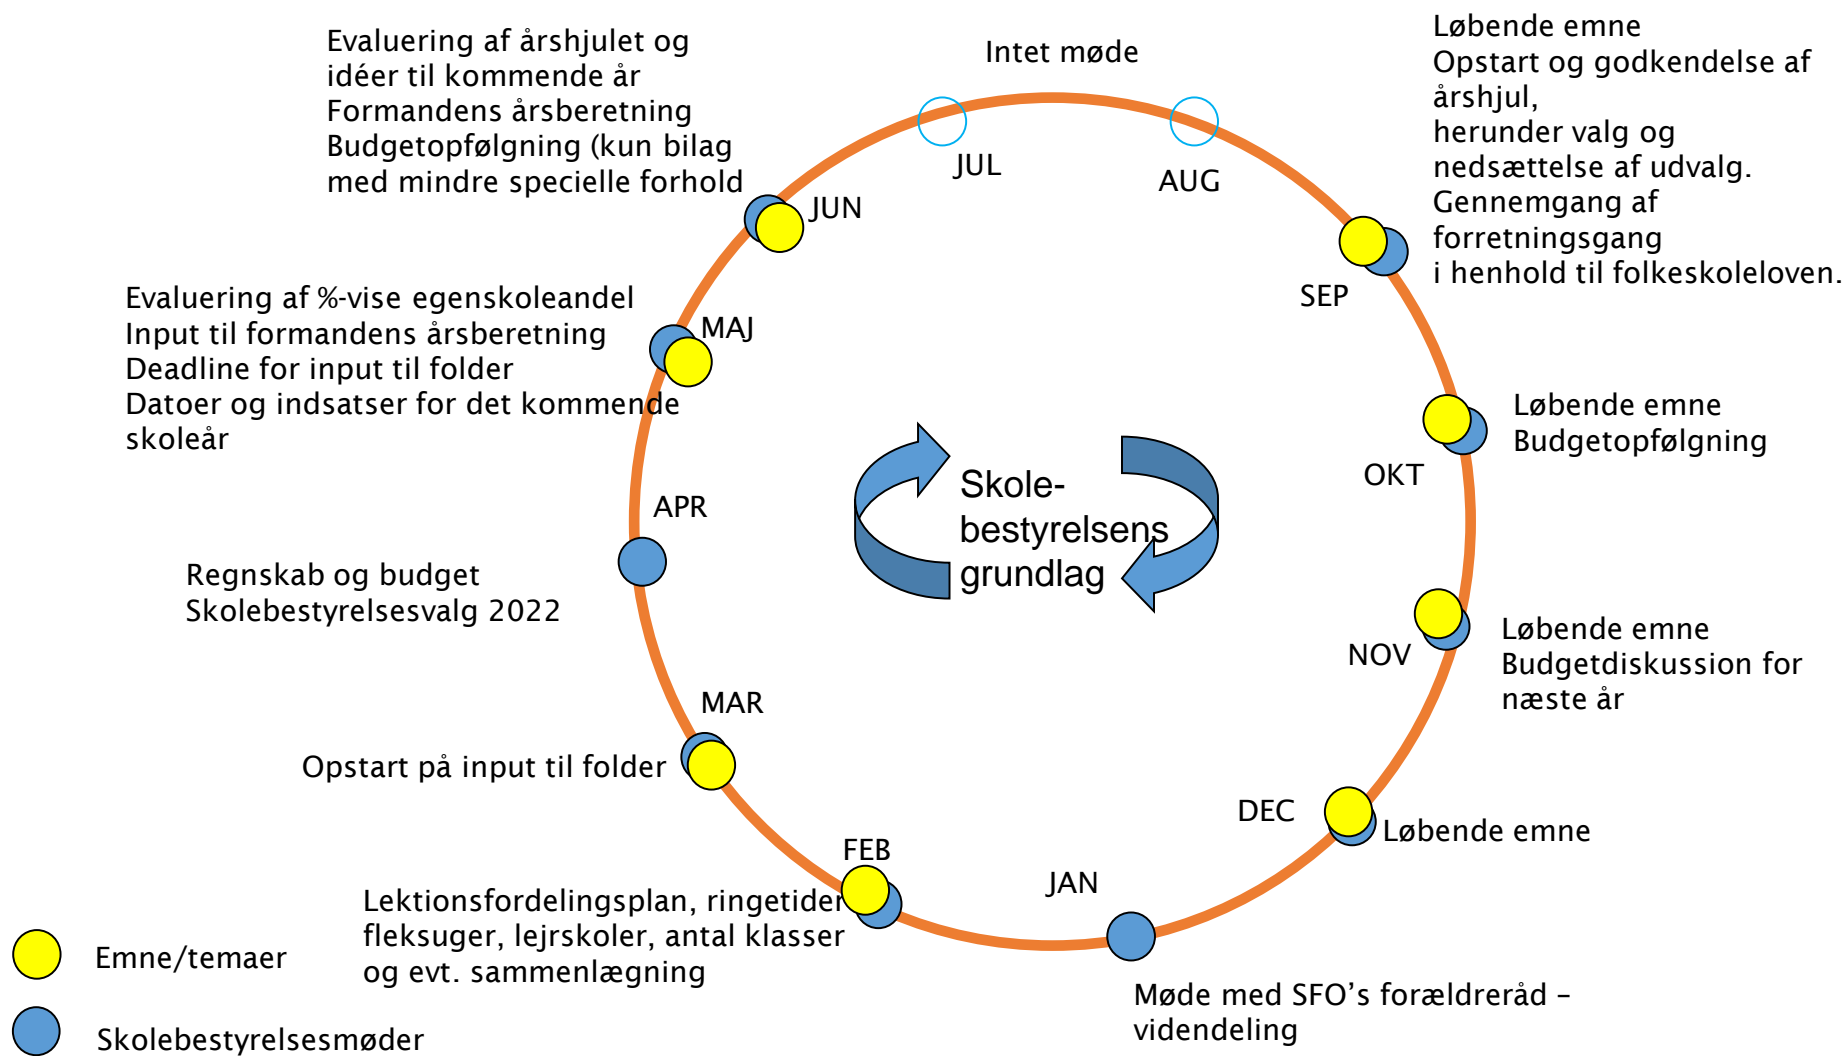 Evaluering af årshjulet og
idéer til kommende år
Formandens årsberetning
Budgetopfølgning (kun bilag
med mindre specielle forhold
Intet møde
Løbende emne
Opstart og godkendelse af
årshjul,
herunder valg og
nedsættelse af udvalg.
Gennemgang af
forretningsgang
i henhold til folkeskoleloven.
JUL
AUG
JUN
SEP
Evaluering af %-vise egenskoleandel
Input til formandens årsberetning
Deadline for input til folder
Datoer og indsatser for det kommende
skoleår
MAJ
Løbende emne
Budgetopfølgning
OKT
Skole-
bestyrelsens
grundlag
APR
Regnskab og budget
Skolebestyrelsesvalg 2022
NOV
Løbende emne
Budgetdiskussion for
næste år
MAR
Opstart på input til folder
DEC
Løbende emne
FEB
JAN
Lektionsfordelingsplan, ringetider
fleksuger, lejrskoler, antal klasser
og evt. sammenlægning
Møde med SFO’s forældreråd –
videndeling
Emne/temaer
Skolebestyrelsesmøder